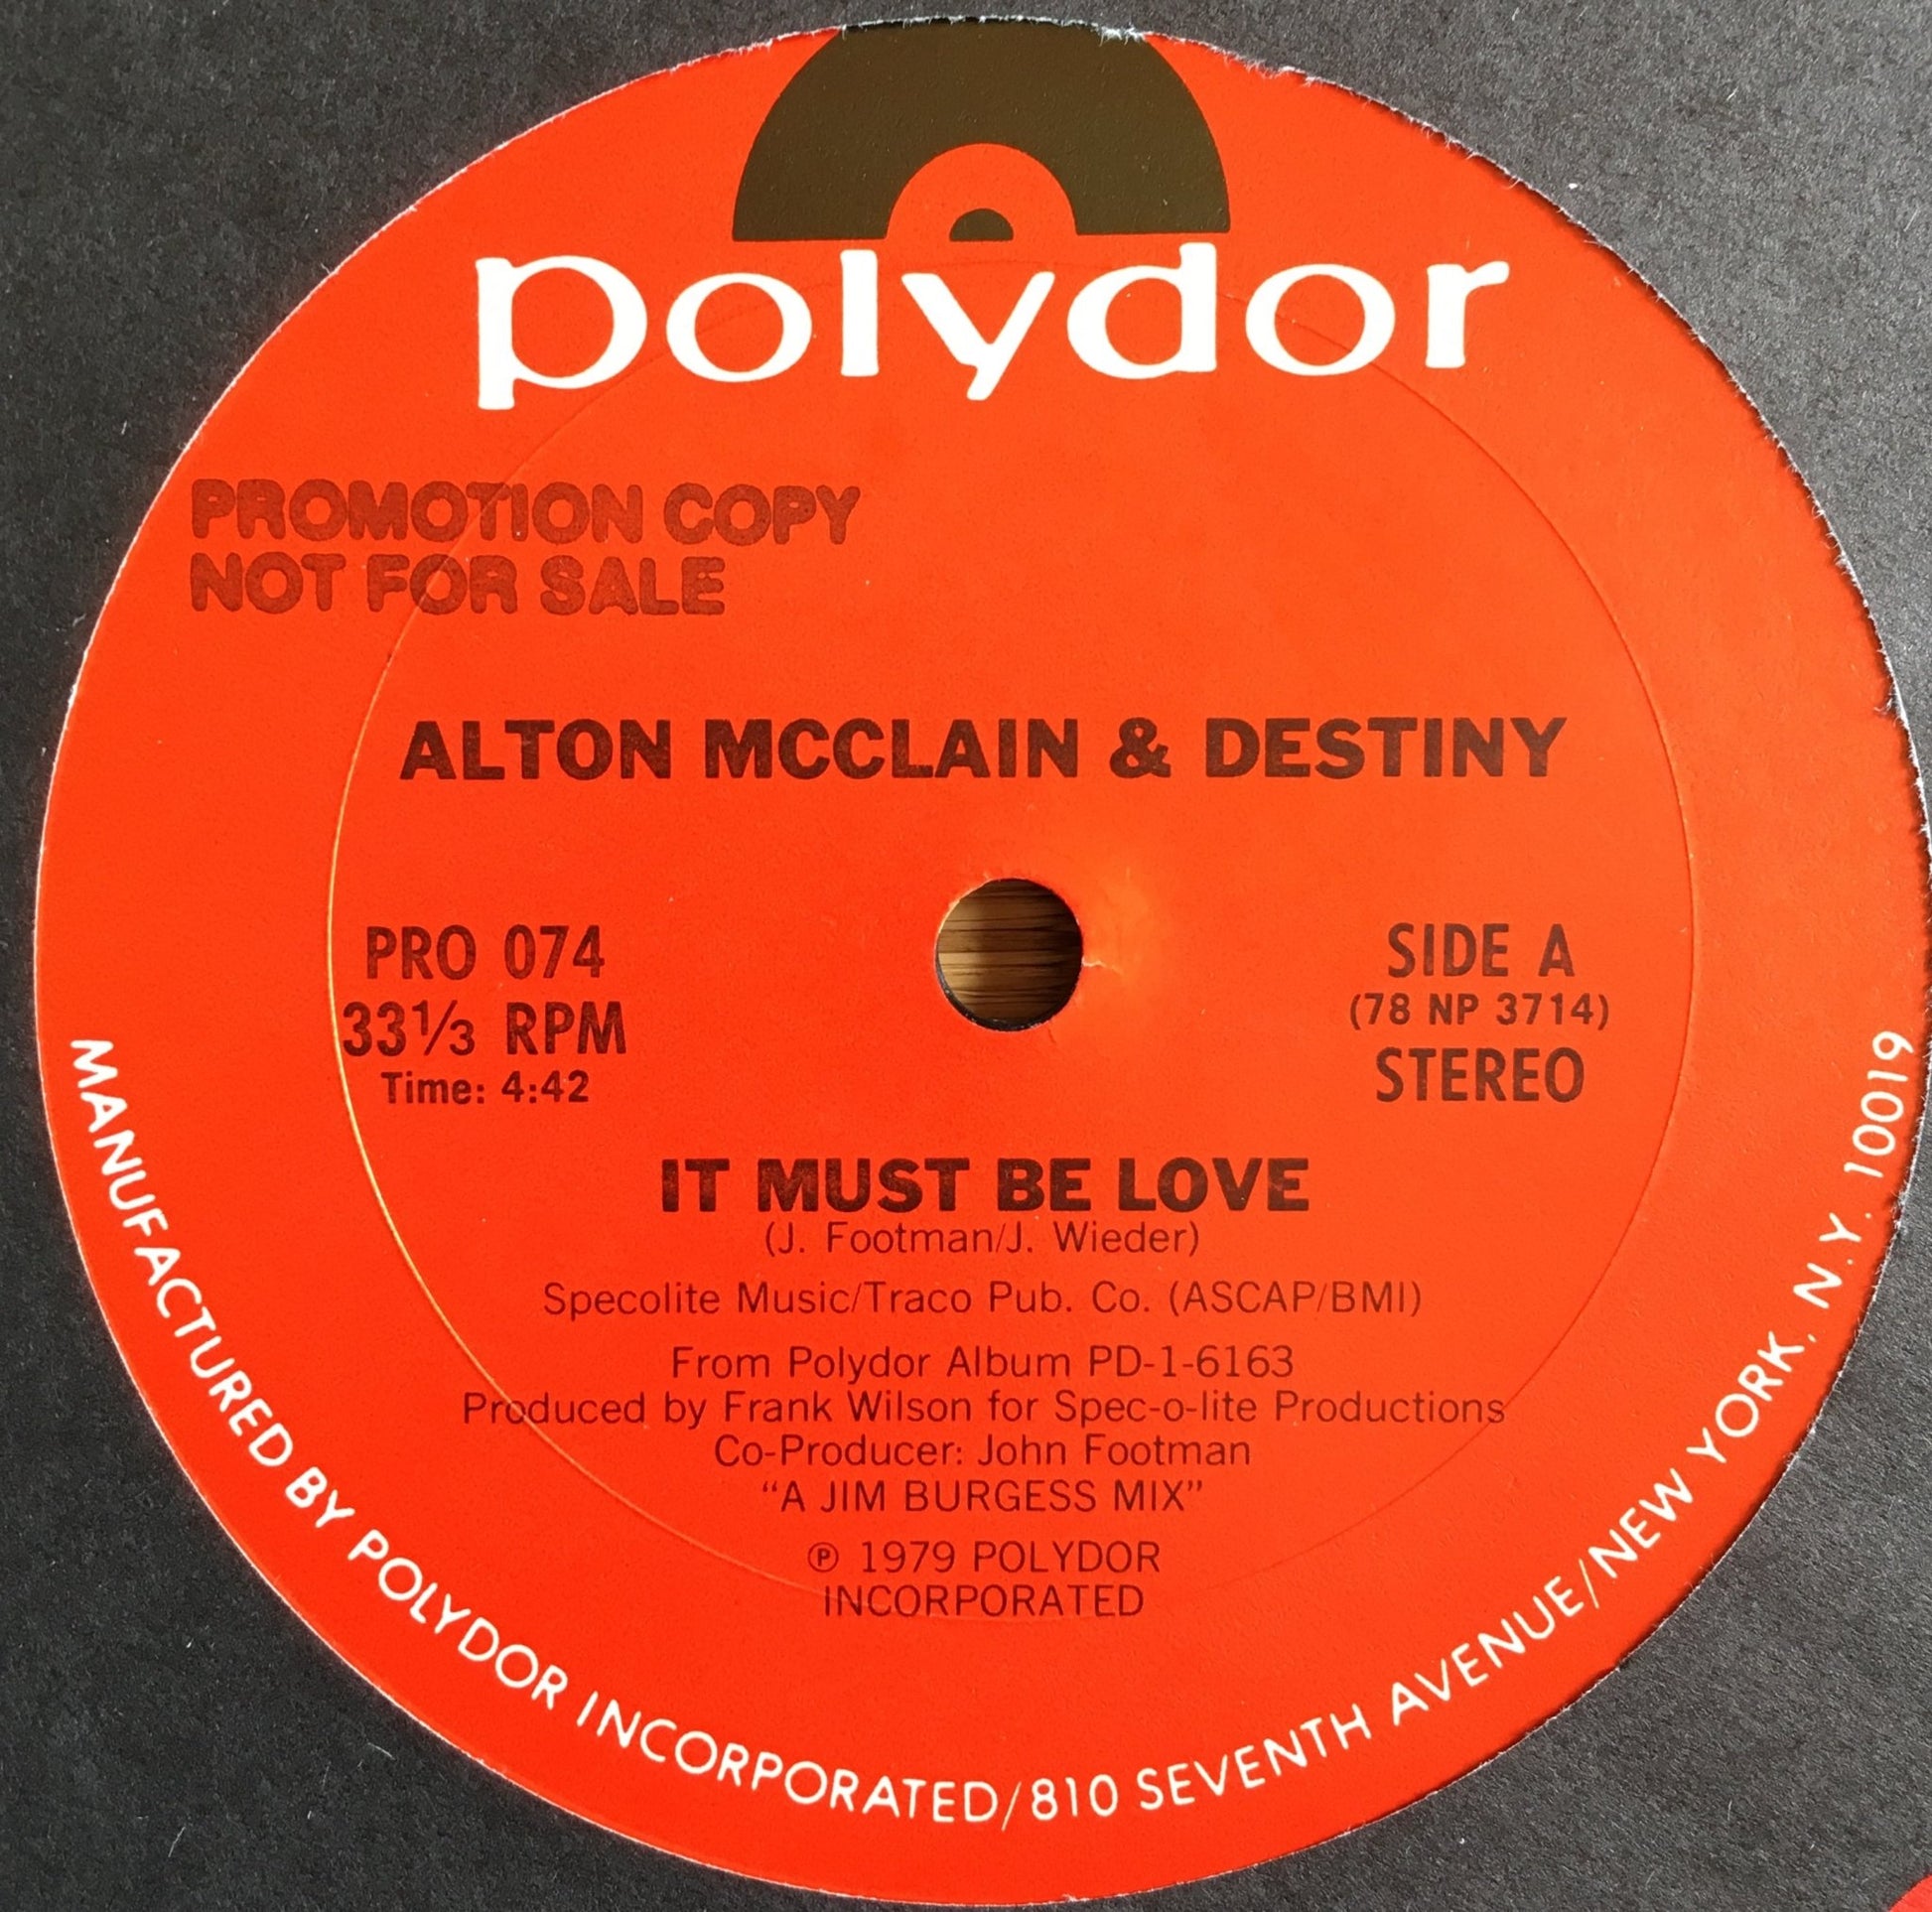 polydor
PROMOTION COPY
NOT FOR SALE
ALTON MCCLAIN & DESTINY
PRO 074
33⅓ RPM
Time: 4:42
SIDE A
(78 NP 3714)
STEREO
IT MUST BE LOVE
(J. Footman/J. Wieder)
Specolite Music/Traco Pub. Co. (ASCAP/BMI)
From Polydor Album PD-1-6163
Produced by Frank Wilson for Spec-o-lite Productions
Co-Producer: John Footman
“A JIM BURGESS MIX”
℗ 1979 POLYDOR
INCORPORATED
MANUFACTURED BY POLYDOR INCORPORATED/810 SEVENTH AVENUE/NEW YORK, N.Y. 10019